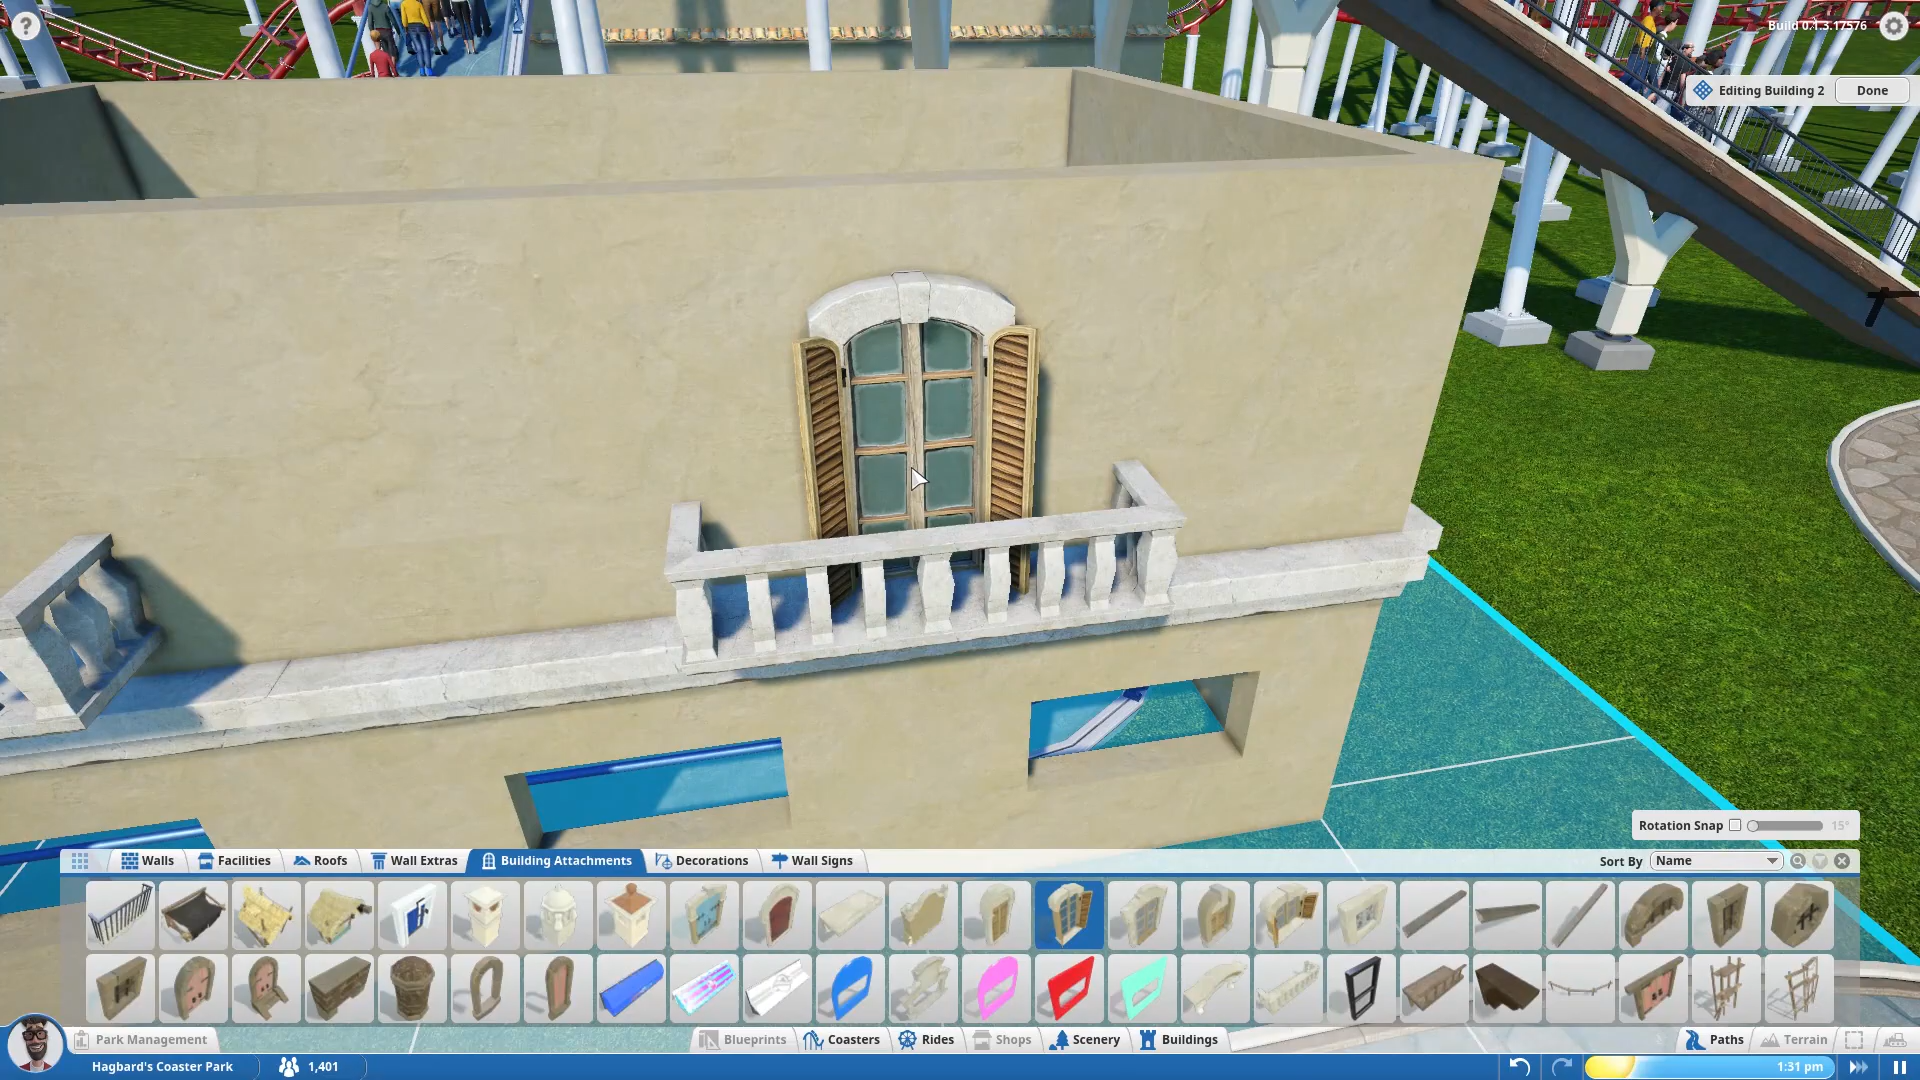 ?
Build 0.1.3.17576
Editing Building 2
Done
Rotation Snap
15°
Walls
Facilities
Roofs
Wall Extras
Building Attachments
Decorations
Wall Signs
Sort By
Name
Park Management
Blueprints
Coasters
Rides
Shops
Scenery
Buildings
Paths
Terrain
Hagbard's Coaster Park
1,401
1:31 pm